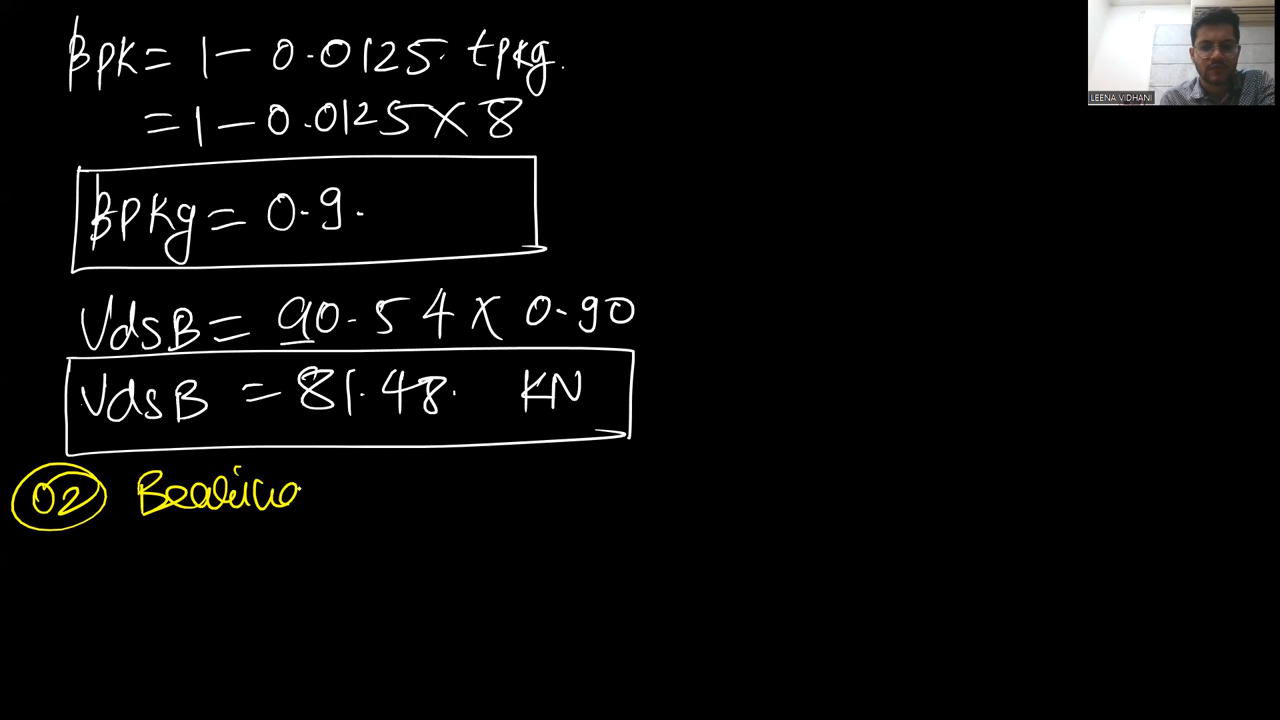 βPK = 1 - 0.0125. tpkg.
= 1 - 0.0125 X 8
βPKg = 0.9.
VdsB = 90.54 X 0.90
VdsB = 81.48. KN
02 Bearing
LEENA VIDHANI